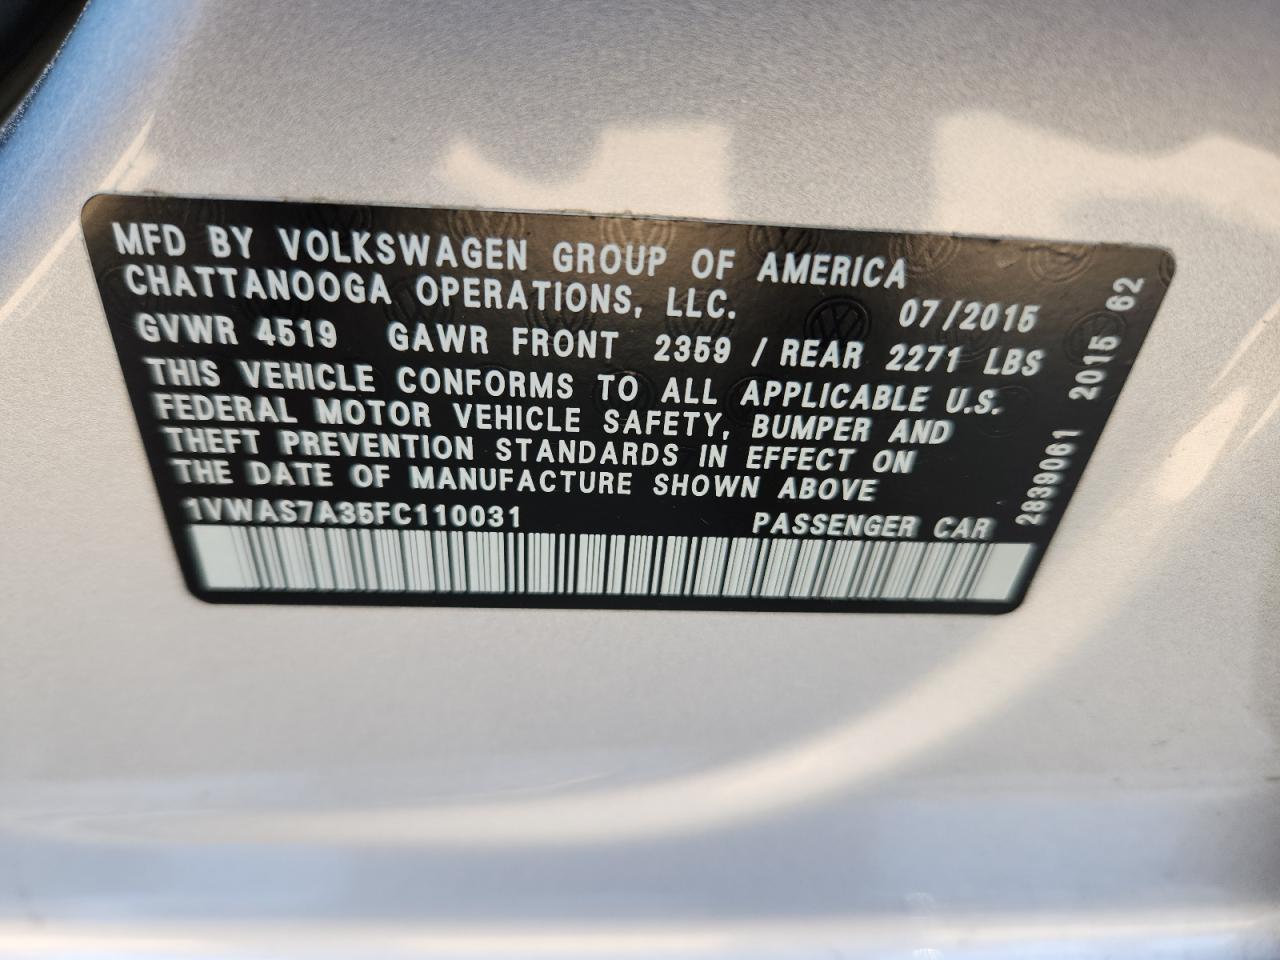 MFD BY VOLKSWAGEN GROUP OF AMERICA
CHATTANOOGA OPERATIONS, LLC.
07/2015
GVWR 4519 GAWR FRONT 2359 / REAR 2271 LBS
THIS VEHICLE CONFORMS TO ALL APPLICABLE U.S.
FEDERAL MOTOR VEHICLE SAFETY, BUMPER AND
THEFT PREVENTION STANDARDS IN EFFECT ON
THE DATE OF MANUFACTURE SHOWN ABOVE
1VWAS7A35FC110031 PASSENGER CAR
2839061 2015 62